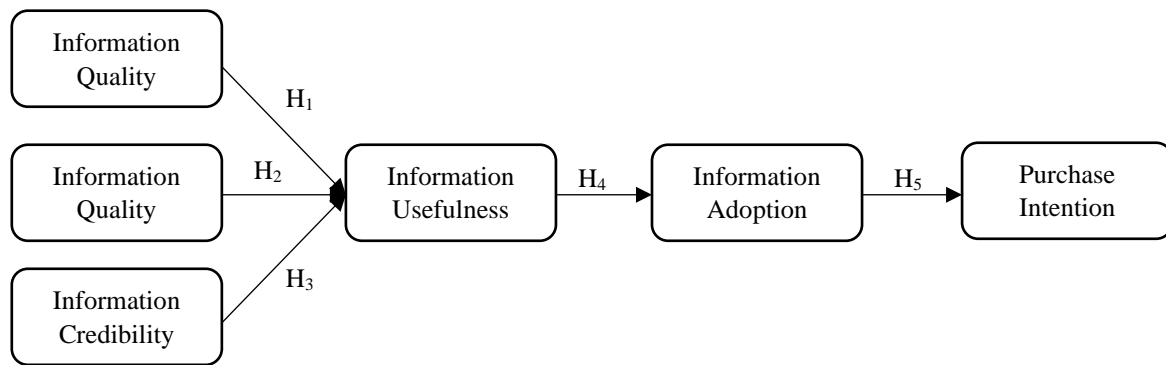 Information
Quality
H₁
Information
Quality
H₂
Information
Usefulness
H₄
Information
Adoption
H₅
Purchase
Intention
H₃
Information
Credibility